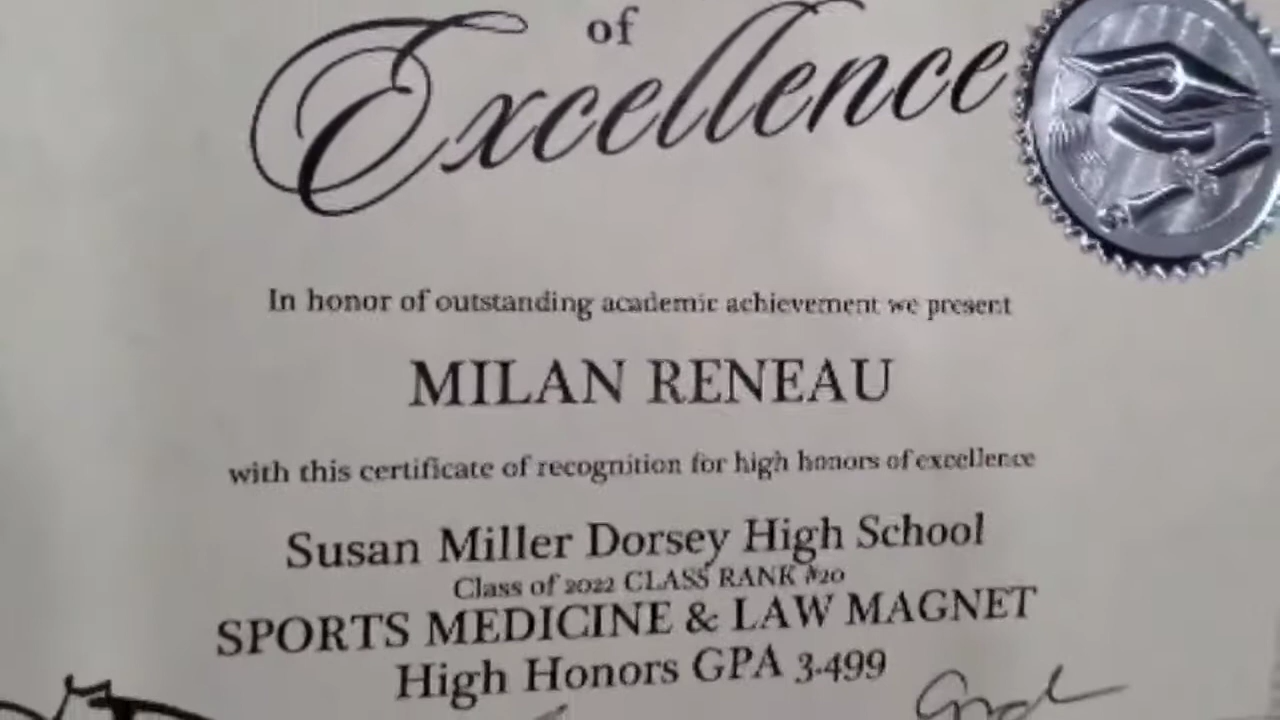 of
Excellence
In honor of outstanding academic achievement we present
MILAN RENEAU
with this certificate of recognition for high honors of excellence
Susan Miller Dorsey High School
Class of 2022 CLASS RANK #20
SPORTS MEDICINE & LAW MAGNET
High Honors GPA 3.499